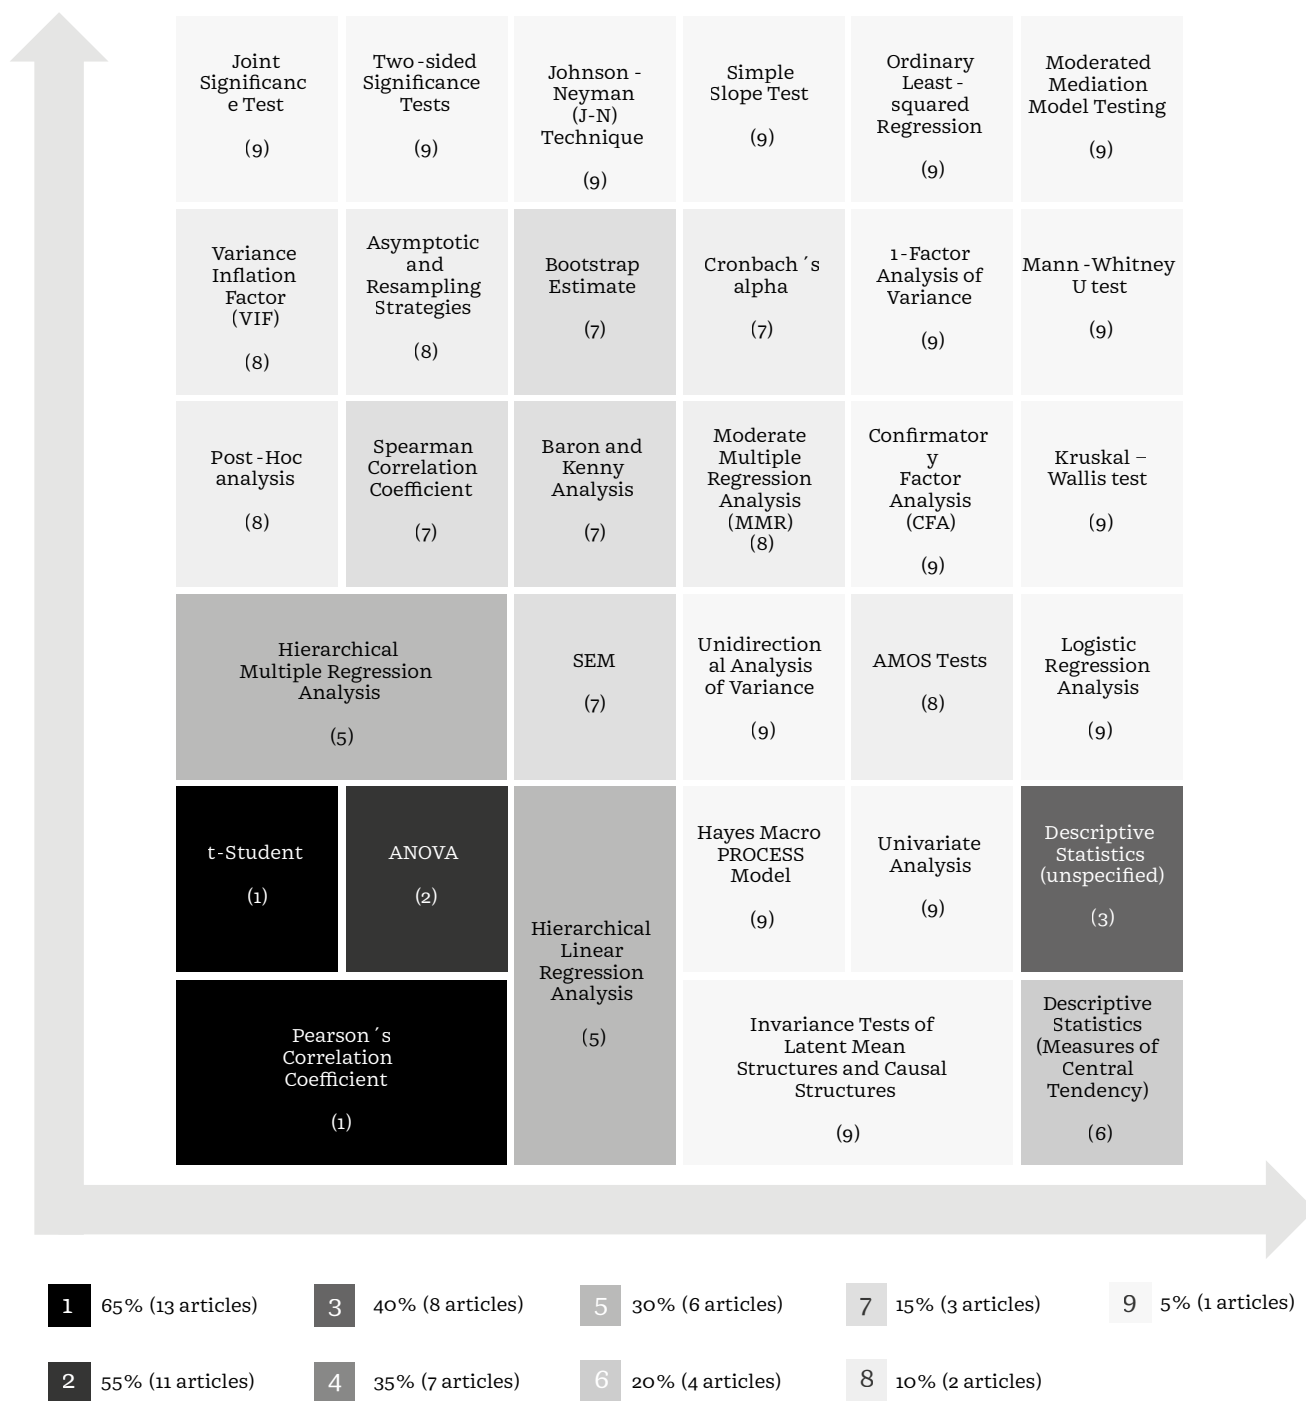 Joint
Significanc
e Test
(9)
Two-sided
Significance
Tests
(9)
Johnson-
Neyman
(J-N)
Technique
(9)
Simple
Slope Test
(9)
Ordinary
Least-
squared
Regression
(9)
Moderated
Mediation
Model Testing
(9)
Variance
Inflation
Factor
(VIF)
(8)
Asymptotic
and
Resampling
Strategies
(8)
Bootstrap
Estimate
(7)
Cronbach´s
alpha
(7)
1-Factor
Analysis of
Variance
(9)
Mann-Whitney
U test
(9)
Post-Hoc
analysis
(8)
Spearman
Correlation
Coefficient
(7)
Baron and
Kenny
Analysis
(7)
Moderate
Multiple
Regression
Analysis
(MMR)
(8)
Confirmator
y
Factor
Analysis
(CFA)
(9)
Kruskal –
Wallis test
(9)
Hierarchical
Multiple Regression
Analysis
(5)
SEM
(7)
Unidirection
al Analysis
of Variance
(9)
AMOS Tests
(8)
Logistic
Regression
Analysis
(9)
t-Student
(1)
ANOVA
(2)
Hierarchical
Linear
Regression
Analysis
(5)
Hayes Macro
PROCESS
Model
(9)
Univariate
Analysis
(9)
Descriptive
Statistics
(unspecified)
(3)
Pearson´s
Correlation
Coefficient
(1)
Invariance Tests of
Latent Mean
Structures and Causal
Structures
(9)
Descriptive
Statistics
(Measures of
Central
Tendency)
(6)
1 65% (13 articles)
3 40% (8 articles)
5 30% (6 articles)
7 15% (3 articles)
9 5% (1 articles)
2 55% (11 articles)
4 35% (7 articles)
6 20% (4 articles)
8 10% (2 articles)